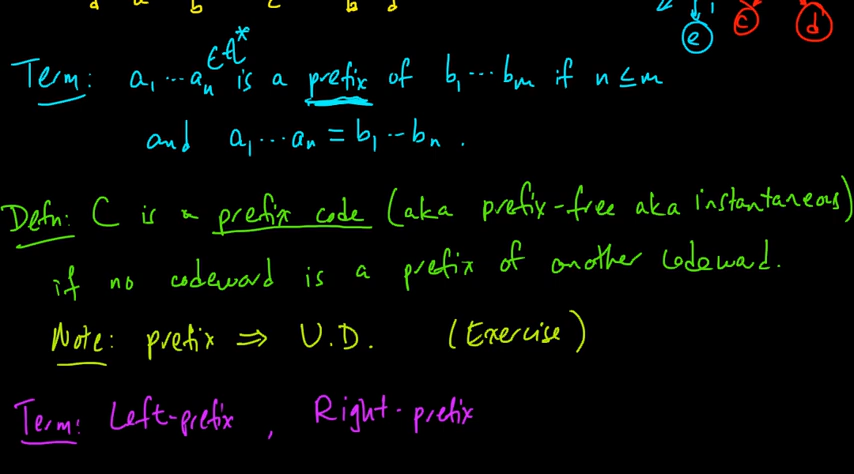 d a b c b d
e c d
Term: a₁ ⋯ aₙ ∈ A* is a prefix of b₁ ⋯ bₘ if n ≤ m
and a₁ ⋯ aₙ = b₁ ⋯ bₙ .
Defn: C is a prefix code (aka prefix-free aka instantaneous)
if no codeword is a prefix of another codeword.
Note: prefix ⇒ U.D. (Exercise)
Term: Left-prefix , Right-prefix